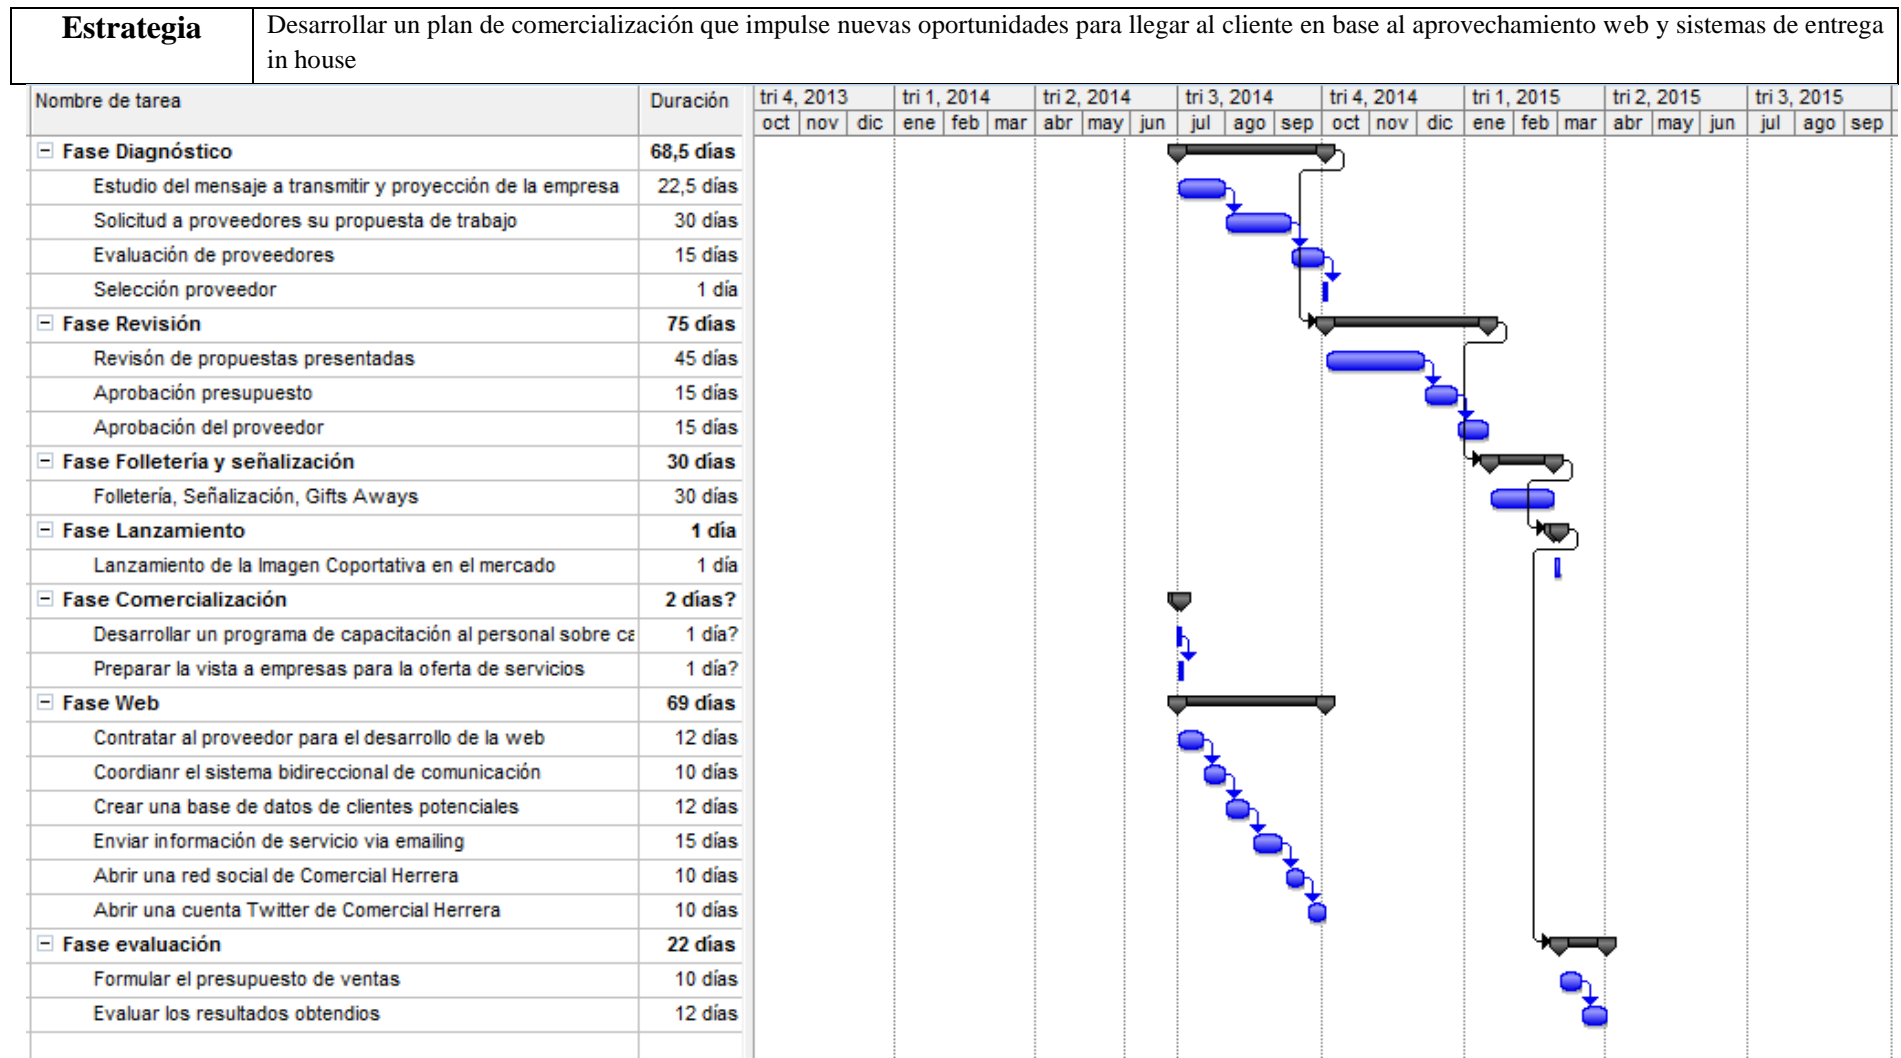 Estrategia
Desarrollar un plan de comercialización que impulse nuevas oportunidades para llegar al cliente en base al aprovechamiento web y sistemas de entrega
in house
Nombre de tarea Duración tri 4, 2013 tri 1, 2014 tri 2, 2014 tri 3, 2014 tri 4, 2014 tri 1, 2015 tri 2, 2015 tri 3, 2015
oct nov dic ene feb mar abr may jun jul ago sep oct nov dic ene feb mar abr may jun jul ago sep
Fase Diagnóstico 68,5 días
Estudio del mensaje a transmitir y proyección de la empresa 22,5 días
Solicitud a proveedores su propuesta de trabajo 30 días
Evaluación de proveedores 15 días
Selección proveedor 1 día
Fase Revisión 75 días
Revisón de propuestas presentadas 45 días
Aprobación presupuesto 15 días
Aprobación del proveedor 15 días
Fase Folletería y señalización 30 días
Folletería, Señalización, Gifts Aways 30 días
Fase Lanzamiento 1 día
Lanzamiento de la Imagen Coportativa en el mercado 1 día
Fase Comercialización 2 días?
Desarrollar un programa de capacitación al personal sobre ca 1 día?
Preparar la vista a empresas para la oferta de servicios 1 día?
Fase Web 69 días
Contratar al proveedor para el desarrollo de la web 12 días
Coordianr el sistema bidireccional de comunicación 10 días
Crear una base de datos de clientes potenciales 12 días
Enviar información de servicio via emailing 15 días
Abrir una red social de Comercial Herrera 10 días
Abrir una cuenta Twitter de Comercial Herrera 10 días
Fase evaluación 22 días
Formular el presupuesto de ventas 10 días
Evaluar los resultados obtendios 12 días